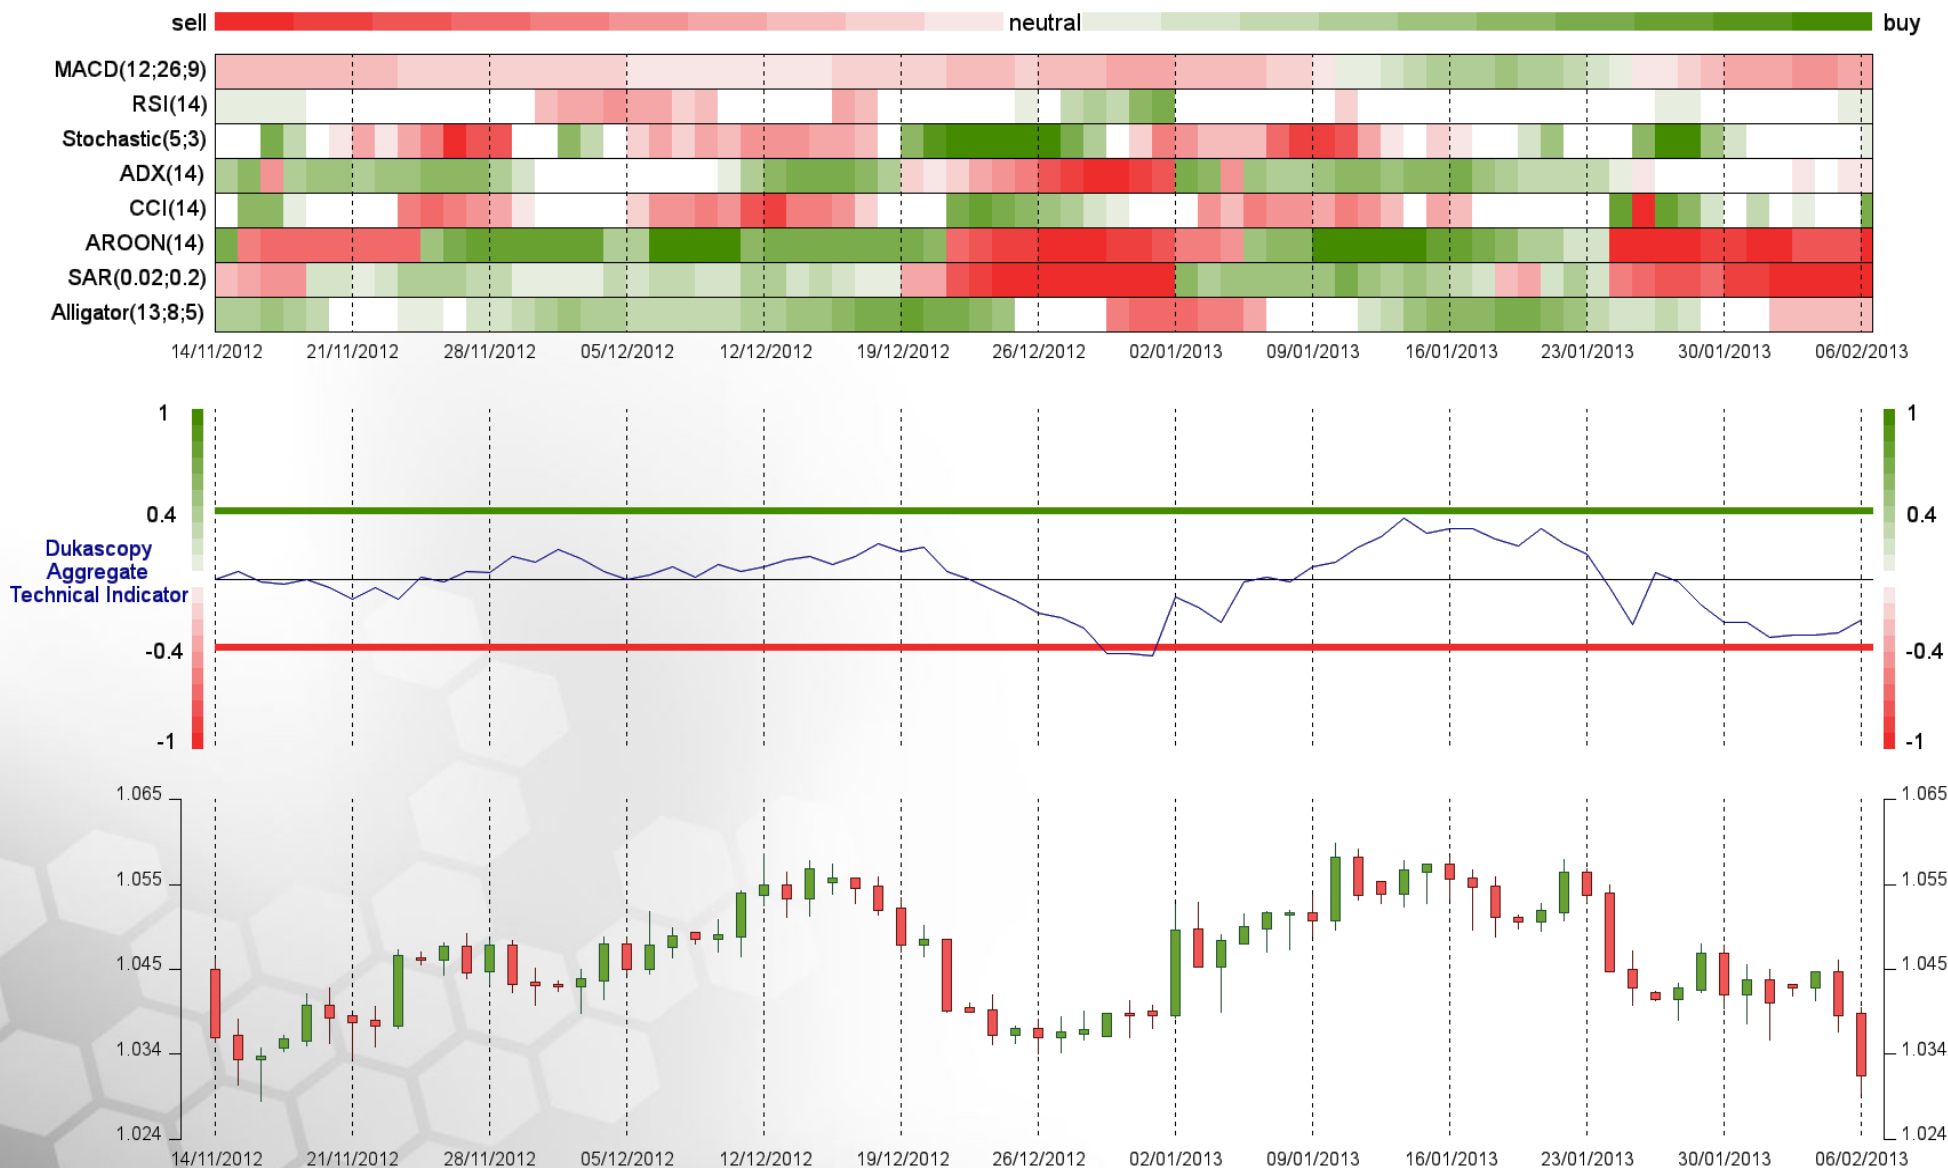 sell neutral buy
MACD(12;26;9)
RSI(14)
Stochastic(5;3)
ADX(14)
CCI(14)
AROON(14)
SAR(0.02;0.2)
Alligator(13;8;5)
14/11/2012 21/11/2012 28/11/2012 05/12/2012 12/12/2012 19/12/2012 26/12/2012 02/01/2013 09/01/2013 16/01/2013 23/01/2013 30/01/2013 06/02/2013
1 1
0.4 0.4
Dukascopy
Aggregate
Technical Indicator
-0.4 -0.4
-1 -1
1.065 1.065
1.055 1.055
1.045 1.045
1.034 1.034
1.024 1.024
14/11/2012 21/11/2012 28/11/2012 05/12/2012 12/12/2012 19/12/2012 26/12/2012 02/01/2013 09/01/2013 16/01/2013 23/01/2013 30/01/2013 06/02/2013